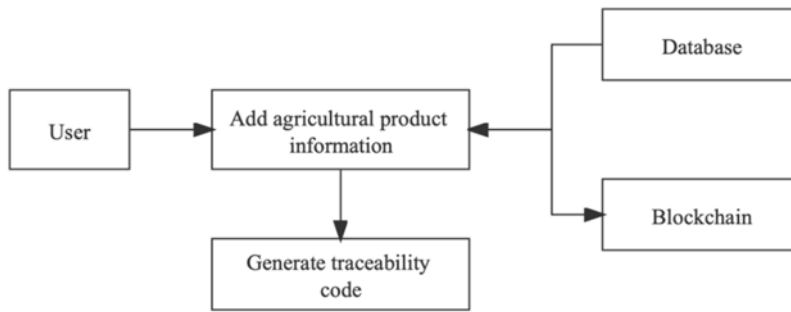 Database
User
Add agricultural product
information
Blockchain
Generate traceability
code